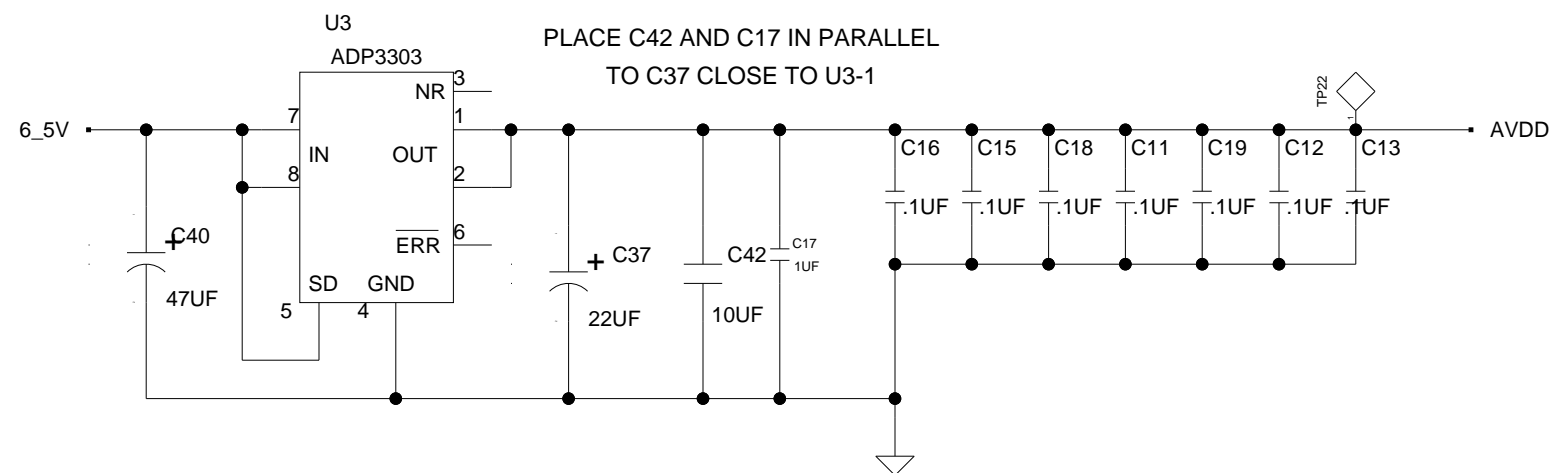 U3
ADP3303
PLACE C42 AND C17 IN PARALLEL
TO C37 CLOSE TO U3-1
6_5V
7
8
IN
SD
5
GND
4
NR
3
1
OUT
2
ERR
6
C40
47UF
C37
22UF
C42
10UF
C17
1UF
C16
.1UF
C15
.1UF
C18
.1UF
C11
.1UF
C19
.1UF
C12
.1UF
C13
.1UF
TP22
1
AVDD